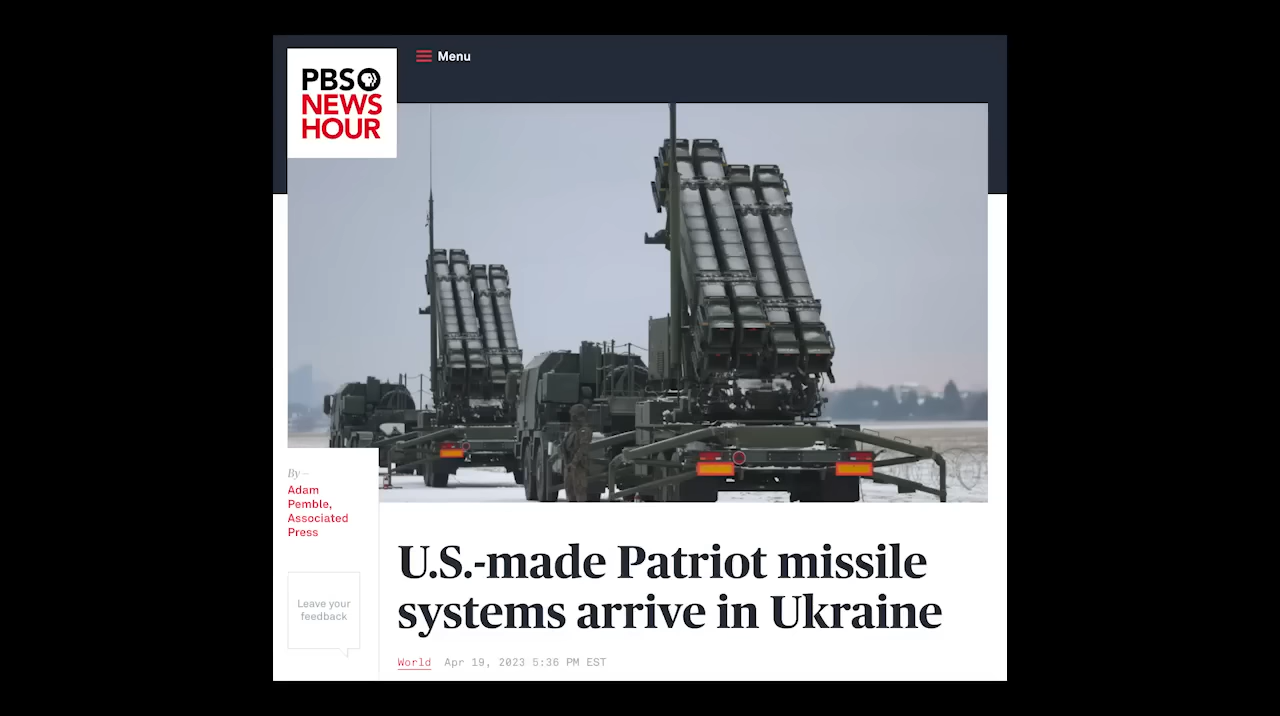 PBS
NEWS
HOUR
Menu
By —
Adam
Pemble,
Associated
Press
Leave your
feedback
U.S.-made Patriot missile
systems arrive in Ukraine
World Apr 19, 2023 5:36 PM EST